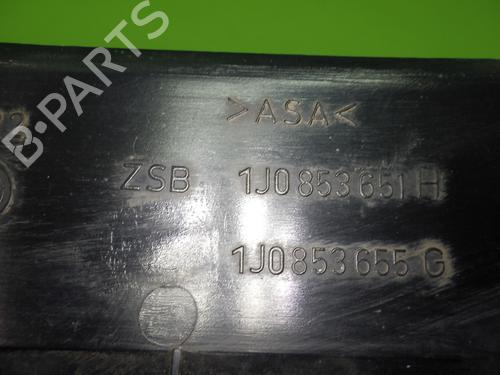 >ASA<
ZSB 1J0 853 651 H
1J0 853 655 G
B-PARTS